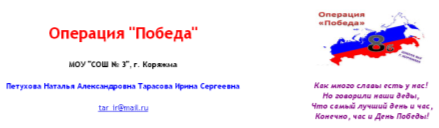 Операция "Победа"
МОУ "СОШ № 3", г. Коряжма
Петухова Наталья Александровна Тарасова Ирина Сергеевна
tar_ir@mail.ru
Операция
«Победа»
8
Как много славы есть у нас!
Но говорили наши деды,
Что самый лучший день и час,
Конечно, час и День Победы!